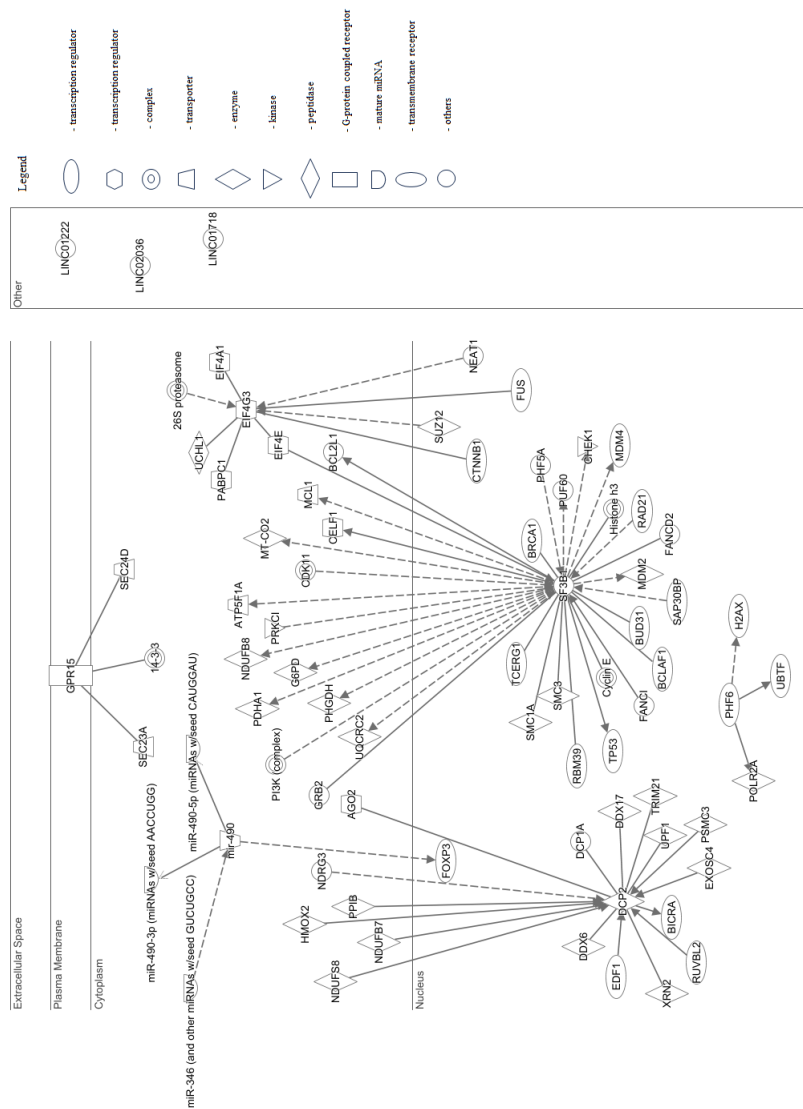 Extracellular Space
Plasma Membrane
Cytoplasm
Nucleus
Other
GPR15
SEC24D
14-3-3
SEC23A
miR-490-3p (miRNAs w/seed AACCUGG)
miR-490-5p (miRNAs w/seed CAUGGAU)
mir-490
miR-346 (and other miRNAs w/seed GUCUGCC)
26S proteasome
EIF4A1
UCHL1
EIF4G3
PABPC1
EIF4E
BCL2L1
MCL1
CELF1
MT-CO2
CDK11
ATP5F1A
PRKCI
NDUFB8
G6PD
PDHA1
PHGDH
UQCRC2
PI3K (complex)
GRB2
AGO2
NDRG3
FOXP3
PPIB
HMOX2
NDUFB7
NDUFS8
NEAT1
FUS
SUZ12
CTNNB1
PHF5A
PUF60
CHEK1
MDM4
Histone h3
RAD21
BRCA1
FANCD2
SF3B1
MDM2
SAP30BP
BUD31
BCLAF1
TCERG1
SMC3
SMC1A
Cyclin E
FANCI
RBM39
TP53
H2AX
PHF6
UBTF
POLR2A
DCP1A
DDX17
TRIM21
UPF1
PSMC3
EXOSC4
DCP2
BICRA
DDX6
EDF1
RUVBL2
XRN2
LINC01222
LINC02036
LINC01718
Legend
- transcription regulator
- transcription regulator
- complex
- transporter
- enzyme
- kinase
- peptidase
- G-protein coupled receptor
- mature miRNA
- transmembrane receptor
- others